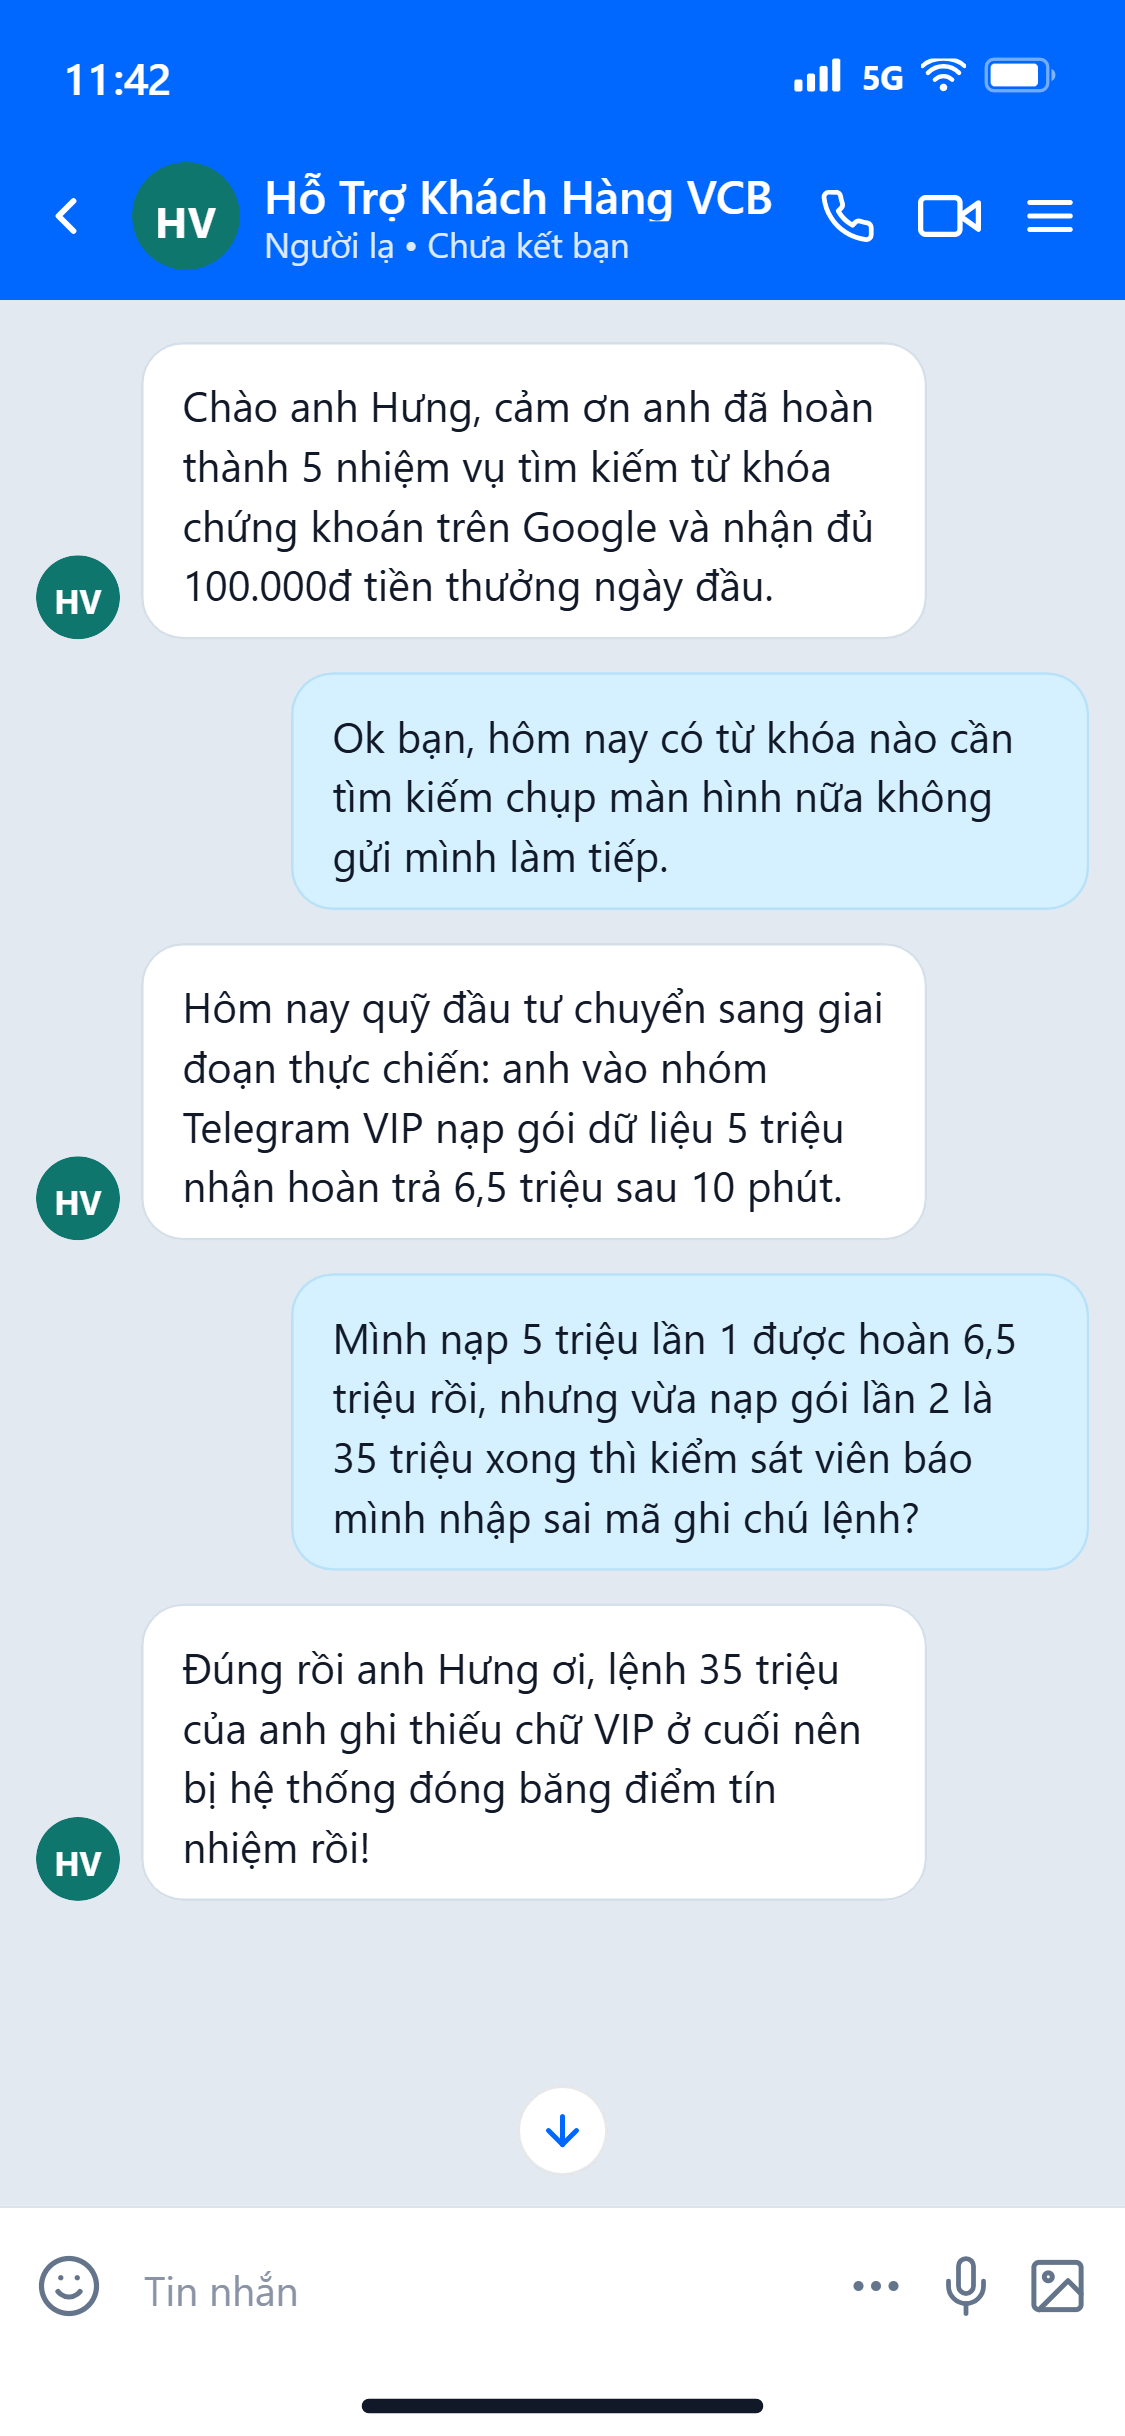 11:42
5G
HV
Hỗ Trợ Khách Hàng VCB
Người lạ • Chưa kết bạn
Chào anh Hưng, cảm ơn anh đã hoàn
thành 5 nhiệm vụ tìm kiếm từ khóa
chứng khoán trên Google và nhận đủ
100.000đ tiền thưởng ngày đầu.
HV
Ok bạn, hôm nay có từ khóa nào cần
tìm kiếm chụp màn hình nữa không
gửi mình làm tiếp.
Hôm nay quỹ đầu tư chuyển sang giai
đoạn thực chiến: anh vào nhóm
Telegram VIP nạp gói dữ liệu 5 triệu
nhận hoàn trả 6,5 triệu sau 10 phút.
HV
Mình nạp 5 triệu lần 1 được hoàn 6,5
triệu rồi, nhưng vừa nạp gói lần 2 là
35 triệu xong thì kiểm sát viên báo
mình nhập sai mã ghi chú lệnh?
Đúng rồi anh Hưng ơi, lệnh 35 triệu
của anh ghi thiếu chữ VIP ở cuối nên
bị hệ thống đóng băng điểm tín
nhiệm rồi!
HV
Tin nhắn